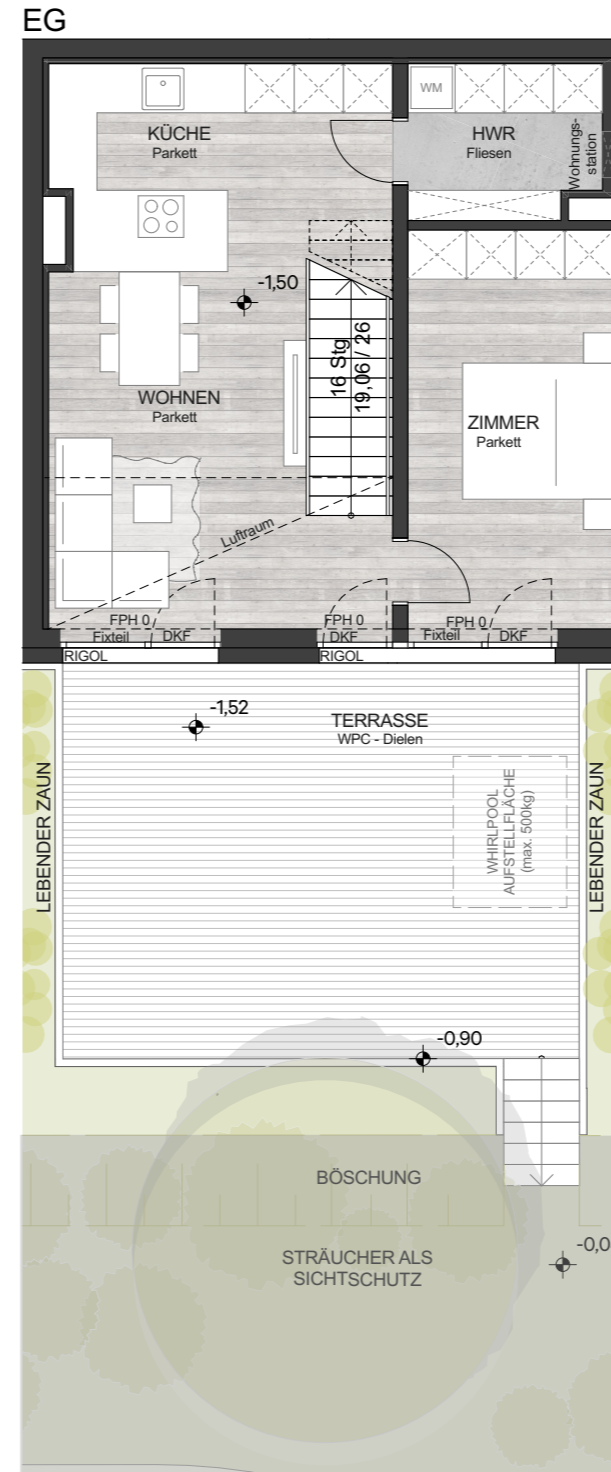 EG
WM
KÜCHE
Parkett
HWR
Fliesen
Wohnungs-
station
-1,50
16 Stg
19,06 / 26
WOHNEN
Parkett
ZIMMER
Parkett
Luftraum
FPH 0
FPH 0
FPH 0
Fixteil
DKF
DKF
Fixteil
DKF
RIGOL
RIGOL
-1,52
TERRASSE
WPC - Dielen
LEBENDER ZAUN
WHIRLPOOL
AUFSTELLFLÄCHE
(max. 500kg)
LEBENDER ZAUN
-0,90
BÖSCHUNG
STRÄUCHER ALS
SICHTSCHUTZ